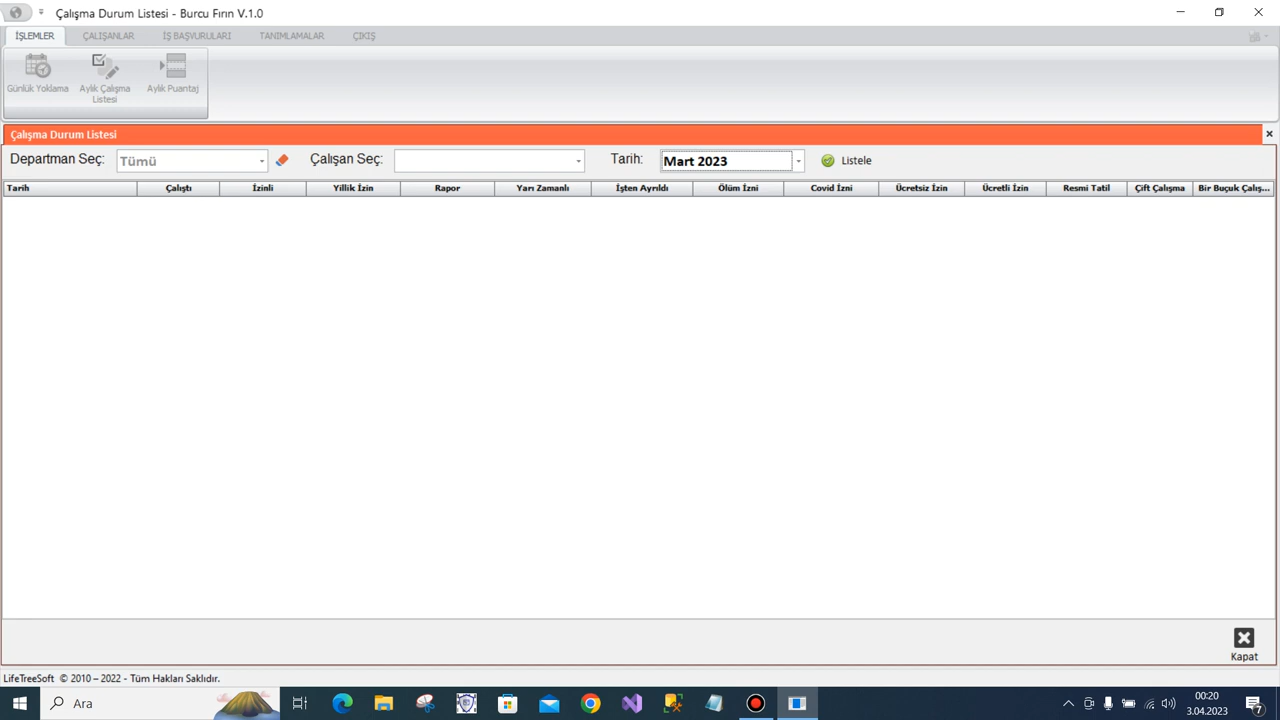 Çalışma Durum Listesi - Burcu Fırın V.1.0
İŞLEMLER ÇALIŞANLAR İŞ BAŞVURULARI TANIMLAMALAR ÇIKIŞ
Günlük Yoklama
Aylık Çalışma
Listesi
Aylık Puantaj
Çalışma Durum Listesi
Departman Seç: Tümü Çalışan Seç: Tarih: Mart 2023 Listele
Tarih Çalıştı İzinli Yıllik İzin Rapor Yarı Zamanlı İşten Ayrıldı Ölüm İzni Covid İzni Ücretsiz İzin Ücretli İzin Resmi Tatil Çift Çalışma Bir Buçuk Çalış...
Kapat
LifeTreeSoft © 2010 – 2022 - Tüm Hakları Saklıdır.
Ara
00:20
3.04.2023
7